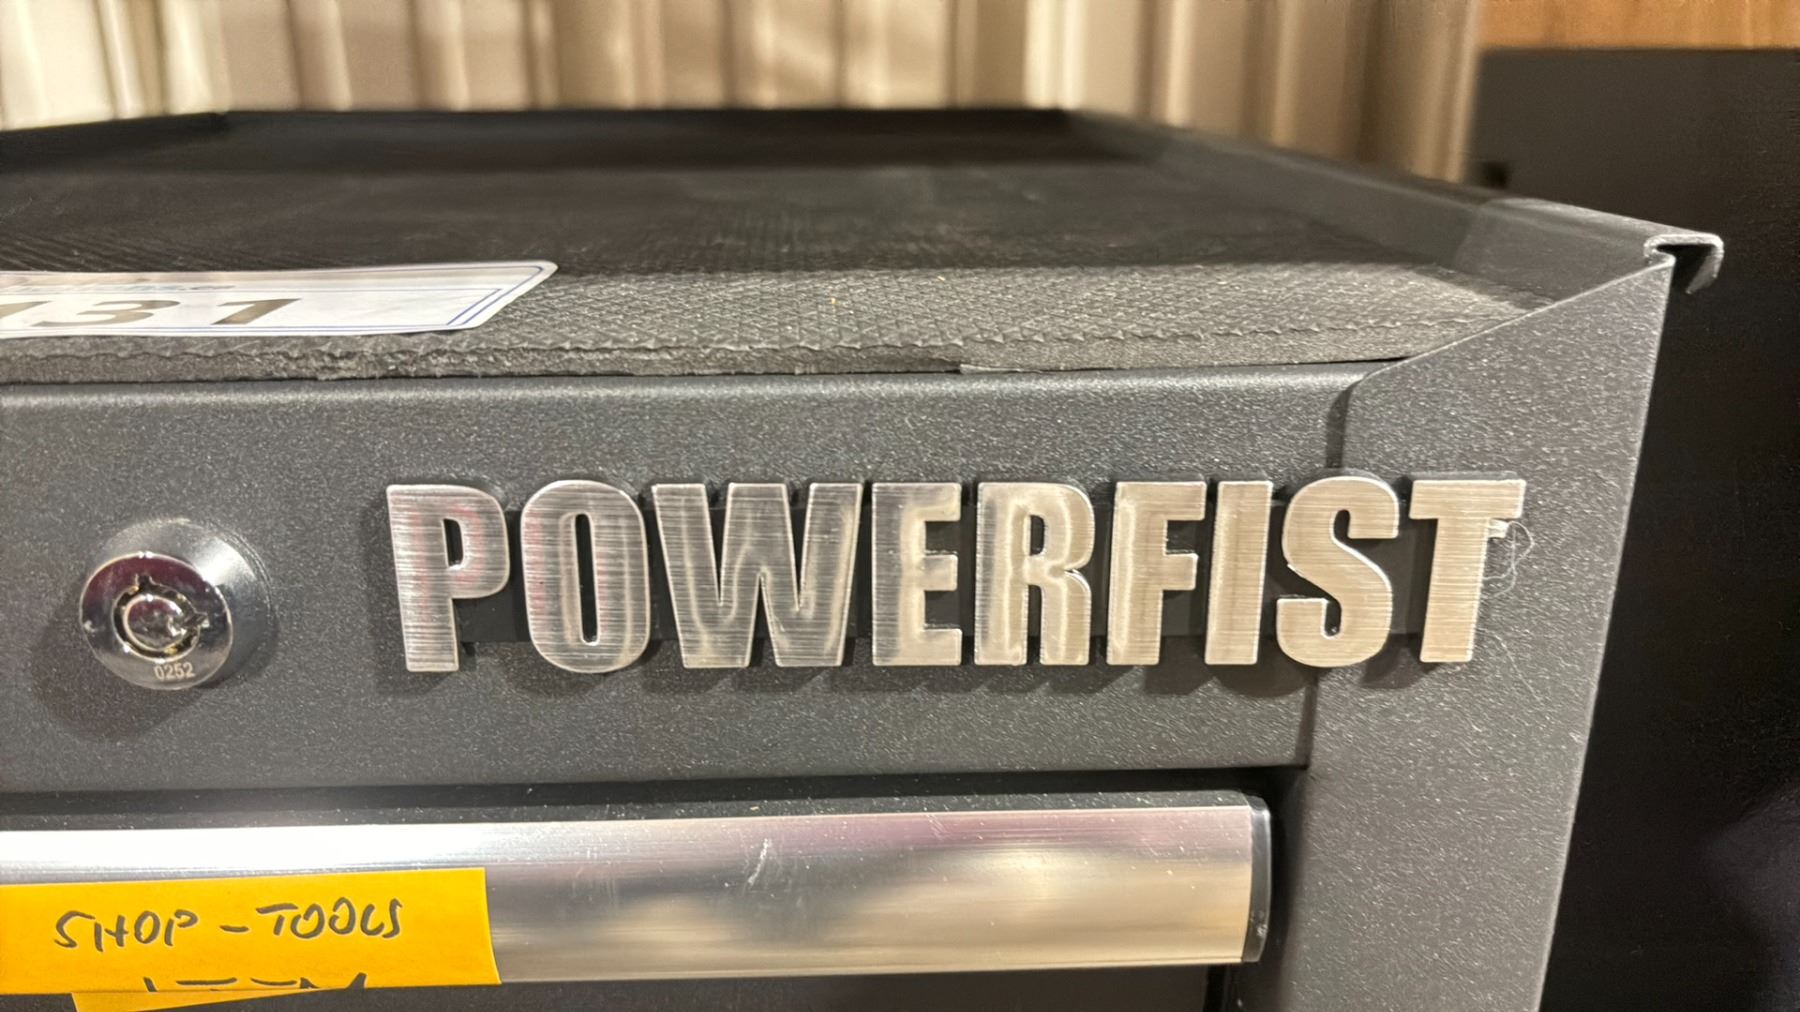 731
POWERFIST
0252
SHOP - TOOLS